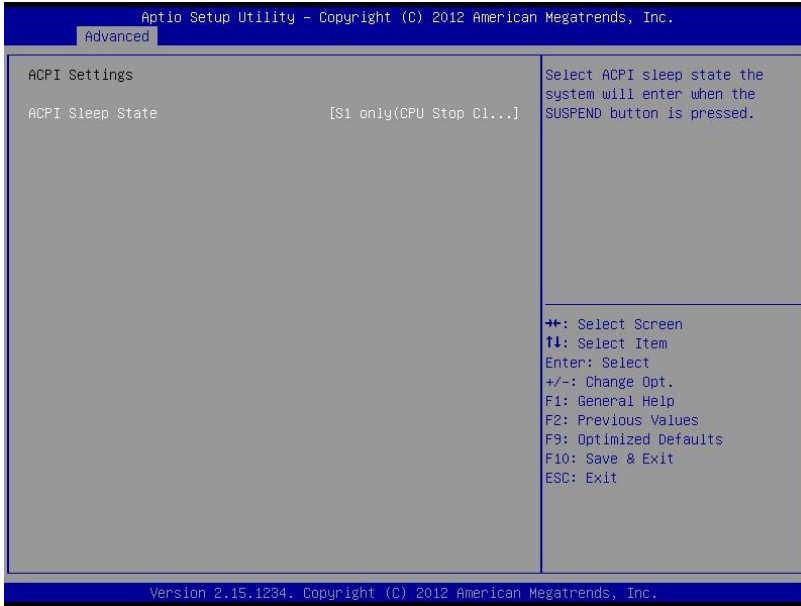 Aptio Setup Utility – Copyright (C) 2012 American Megatrends, Inc.
Advanced
ACPI Settings
ACPI Sleep State [S1 only(CPU Stop Cl...]
Select ACPI sleep state the
system will enter when the
SUSPEND button is pressed.
→←: Select Screen
↑↓: Select Item
Enter: Select
+/-: Change Opt.
F1: General Help
F2: Previous Values
F9: Optimized Defaults
F10: Save & Exit
ESC: Exit
Version 2.15.1234. Copyright (C) 2012 American Megatrends, Inc.